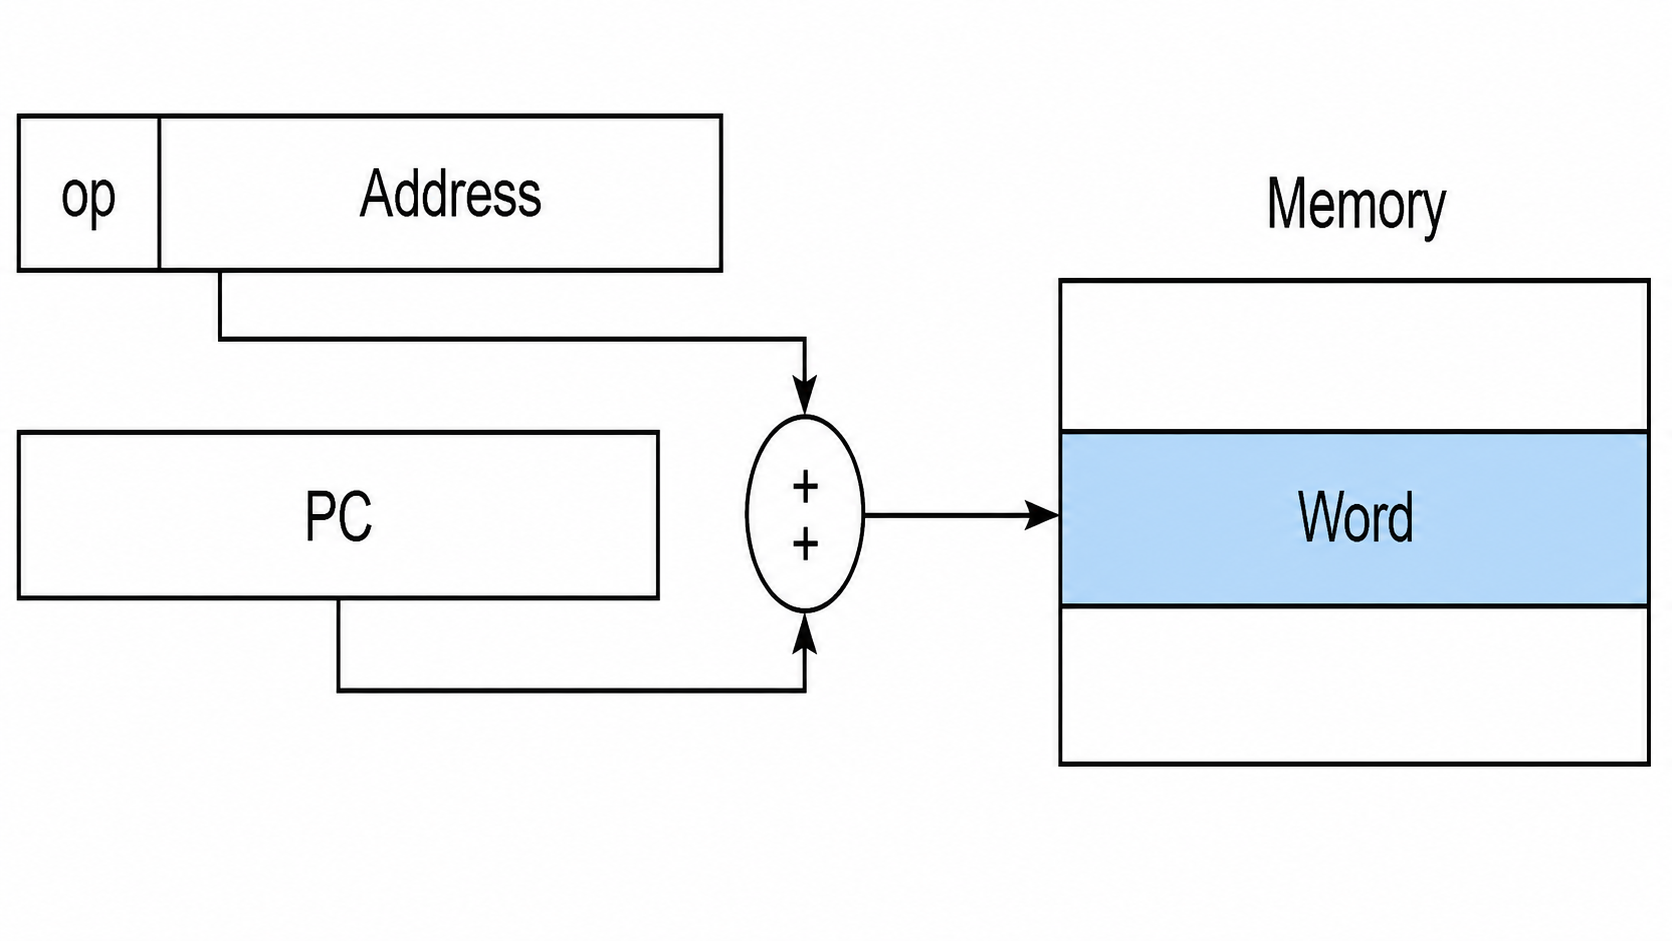 op Address
Memory
PC
+
+
Word